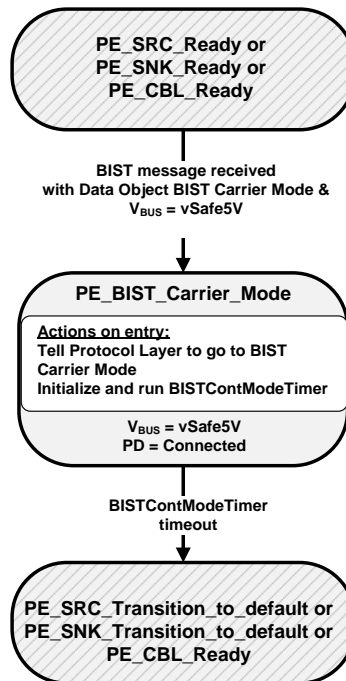 PE_SRC_Ready or
PE_SNK_Ready or
PE_CBL_Ready
BIST message received
with Data Object BIST Carrier Mode &
VBUS = vSafe5V
PE_BIST_Carrier_Mode
Actions on entry:
Tell Protocol Layer to go to BIST
Carrier Mode
Initialize and run BISTContModeTimer
VBUS = vSafe5V
PD = Connected
BISTContModeTimer
timeout
PE_SRC_Transition_to_default or
PE_SNK_Transition_to_default or
PE_CBL_Ready